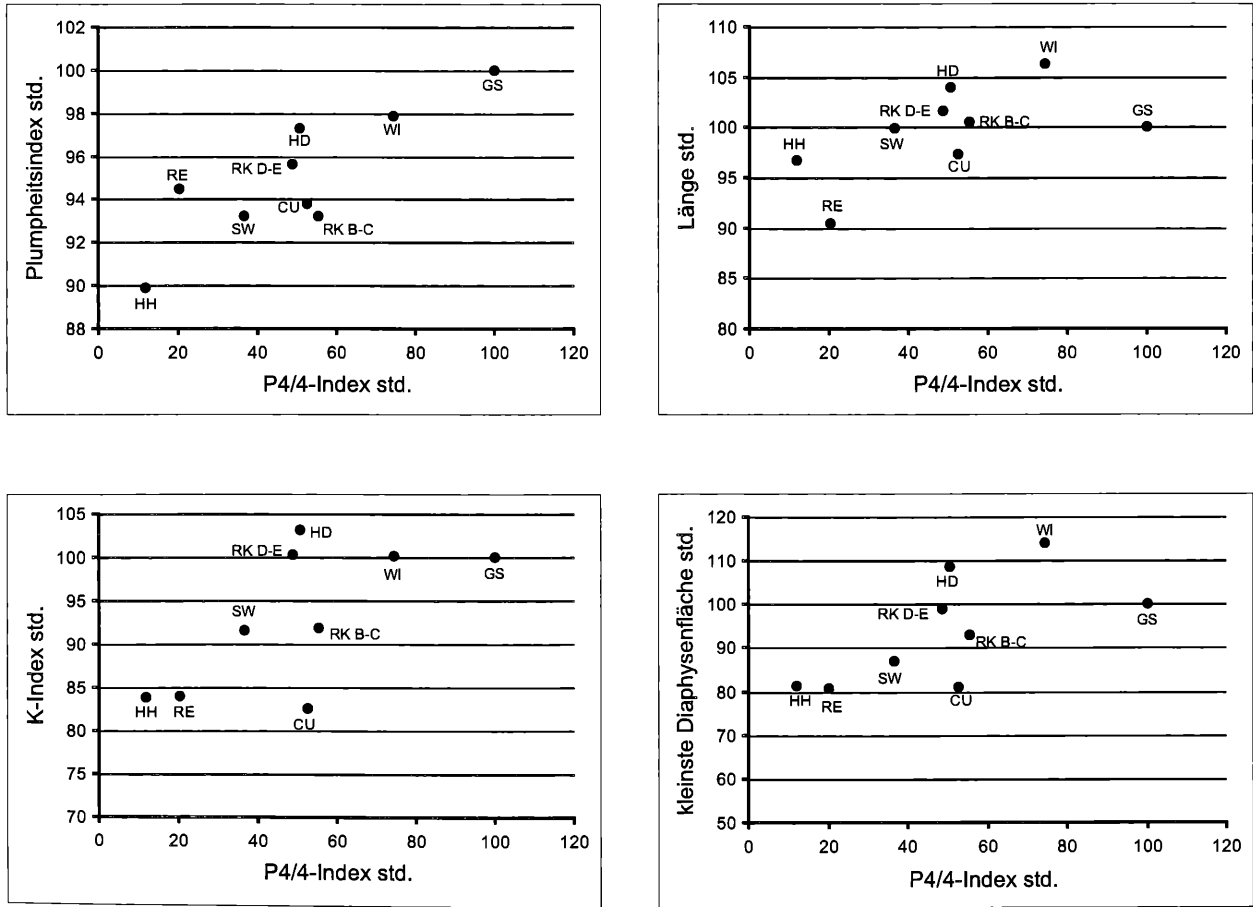 Plumpheitsindex std.
102
100
98
96
94
92
90
88
GS
WI
HD
RK D-E
RE
CU
SW
RK B-C
HH
0 20 40 60 80 100 120
P4/4-Index std.
Länge std.
110
105
100
95
90
85
80
WI
HD
RK D-E
GS
RK B-C
HH
SW
CU
RE
0 20 40 60 80 100 120
P4/4-Index std.
K-Index std.
105
100
95
90
85
80
75
70
HD
RK D-E
WI
GS
SW
RK B-C
HH
RE
CU
0 20 40 60 80 100 120
P4/4-Index std.
kleinste Diaphysenfläche std.
120
110
100
90
80
70
60
50
WI
HD
RK D-E
GS
RK B-C
SW
HH
RE
CU
0 20 40 60 80 100 120
P4/4-Index std.